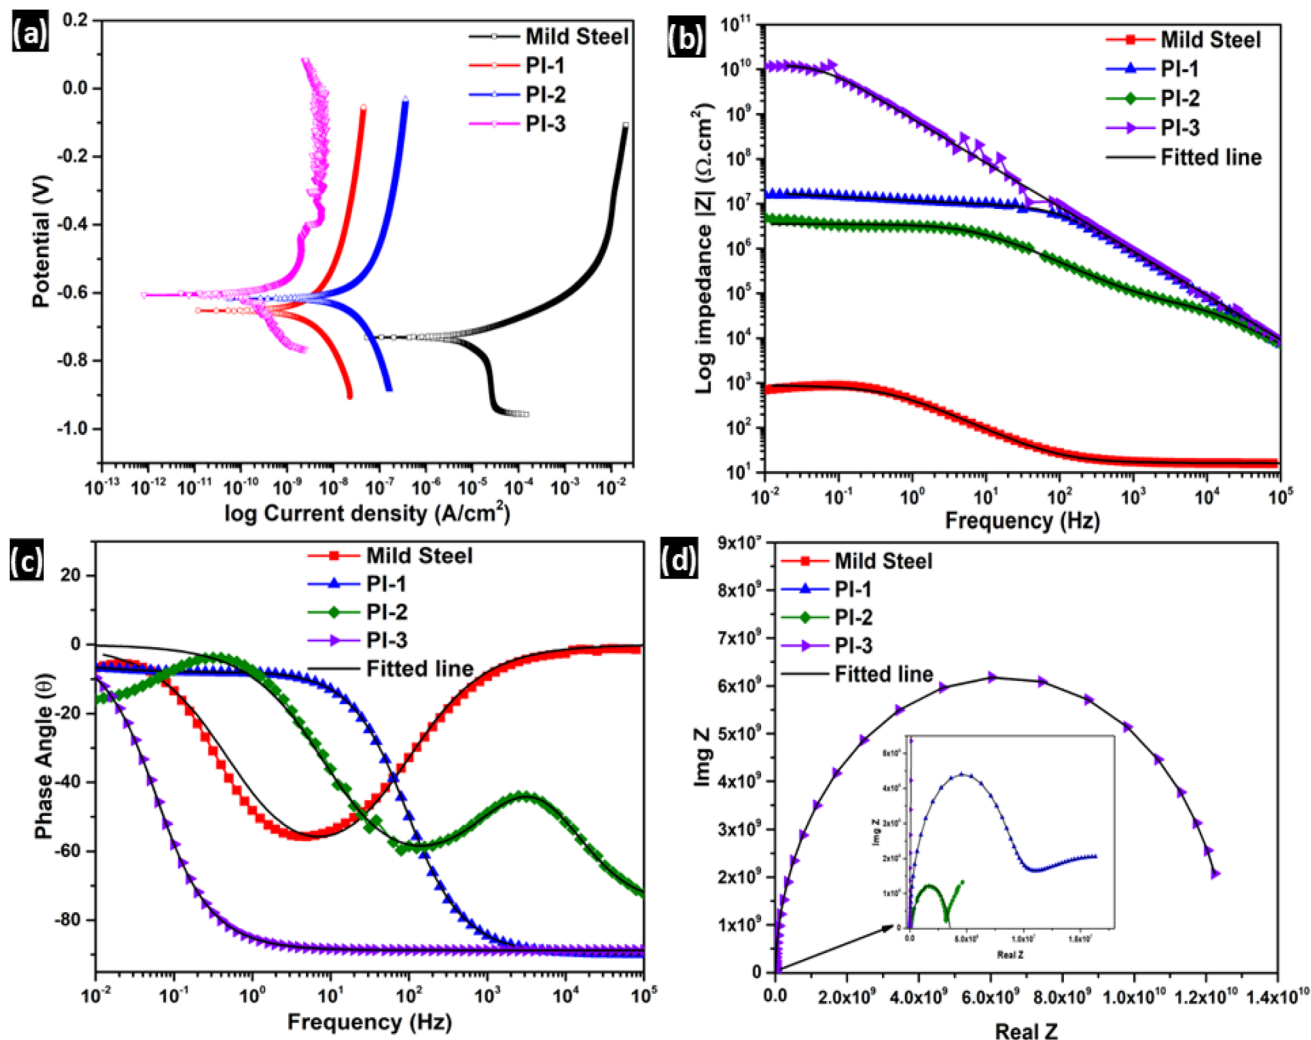 (a)
0.2
0.0
-0.2
-0.4
-0.6
-0.8
-1.0
Potential (V)
Mild Steel
PI-1
PI-2
PI-3
10⁻¹³ 10⁻¹² 10⁻¹¹ 10⁻¹⁰ 10⁻⁹ 10⁻⁸ 10⁻⁷ 10⁻⁶ 10⁻⁵ 10⁻⁴ 10⁻³ 10⁻²
log Current density (A/cm²)
(b)
10¹¹
10¹⁰
10⁹
10⁸
10⁷
10⁶
10⁵
10⁴
10³
10²
10¹
Log impedance |Z| (Ω.cm²)
Mild Steel
PI-1
PI-2
PI-3
Fitted line
10⁻² 10⁻¹ 10⁰ 10¹ 10² 10³ 10⁴ 10⁵
Frequency (Hz)
(c)
20
0
-20
-40
-60
-80
Phase Angle (θ)
Mild Steel
PI-1
PI-2
PI-3
Fitted line
10⁻² 10⁻¹ 10⁰ 10¹ 10² 10³ 10⁴ 10⁵
Frequency (Hz)
(d)
8x10⁹
7x10⁹
6x10⁹
5x10⁹
4x10⁹
3x10⁹
2x10⁹
1x10⁹
0
Img Z
Mild Steel
PI-1
PI-2
PI-3
Fitted line
Img Z
0
0.0
Real Z
0.0 2.0x10⁹ 4.0x10⁹ 6.0x10⁹ 8.0x10⁹ 1.0x10¹⁰ 1.2x10¹⁰ 1.4x10¹⁰
Real Z